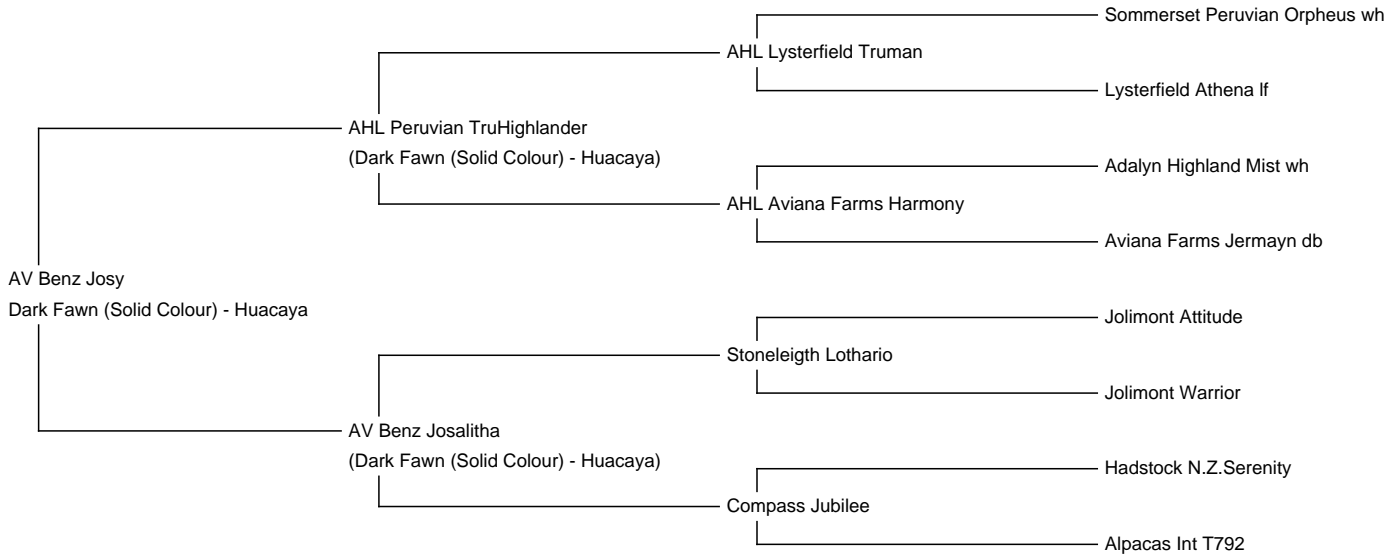 Sommerset Peruvian Orpheus wh
AHL Lysterfield Truman
Lysterfield Athena lf
AHL Peruvian TruHighlander
(Dark Fawn (Solid Colour) - Huacaya)
Adalyn Highland Mist wh
AHL Aviana Farms Harmony
Aviana Farms Jermayn db
AV Benz Josy
Dark Fawn (Solid Colour) - Huacaya
Jolimont Attitude
Stoneleigth Lothario
Jolimont Warrior
AV Benz Josalitha
(Dark Fawn (Solid Colour) - Huacaya)
Hadstock N.Z.Serenity
Compass Jubilee
Alpacas Int T792